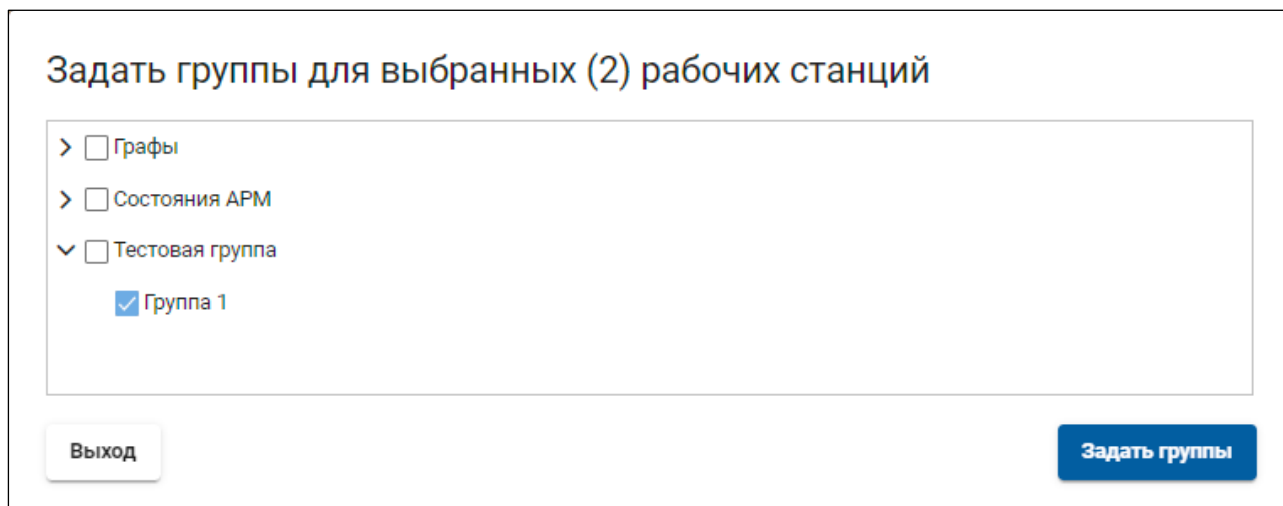 Задать группы для выбранных (2) рабочих станций
Графы
Состояния АРМ
Тестовая группа
Группа 1
Выход
Задать группы